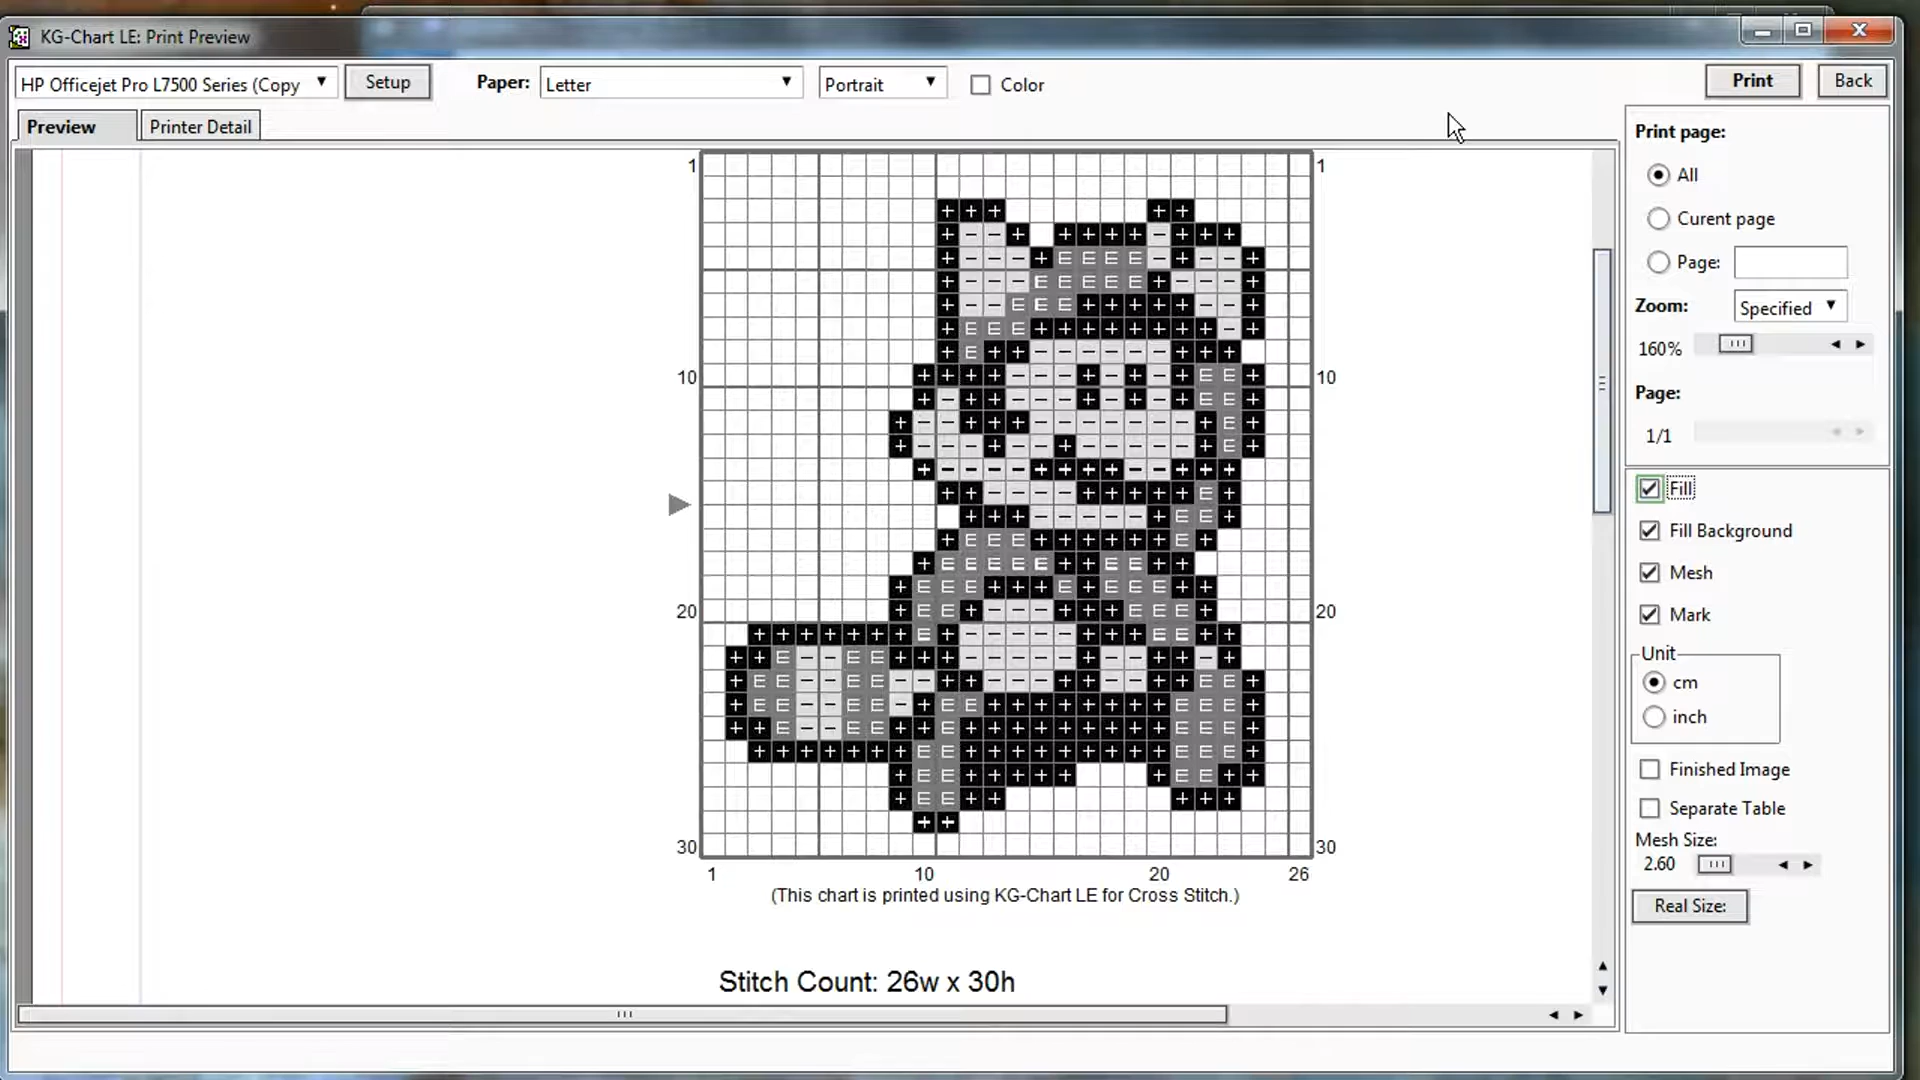 KG-Chart LE: Print Preview
HP Officejet Pro L7500 Series (Copy
Setup
Paper:
Letter
Portrait
Color
Print
Back
Preview
Printer Detail
Print page:
All
Curent page
Page:
Zoom:
Specified
160%
Page:
1/1
Fill
Fill Background
Mesh
Mark
Unit
cm
inch
Finished Image
Separate Table
Mesh Size:
2.60
Real Size:
1
1
10
10
20
20
30
30
1
10
20
26
(This chart is printed using KG-Chart LE for Cross Stitch.)
Stitch Count: 26w x 30h